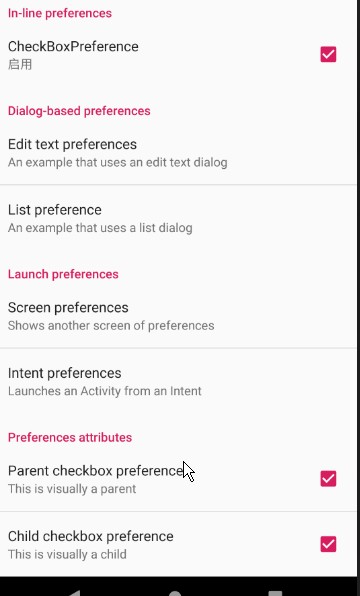 In-line preferences
CheckBoxPreference
启用
Dialog-based preferences
Edit text preferences
An example that uses an edit text dialog
List preference
An example that uses a list dialog
Launch preferences
Screen preferences
Shows another screen of preferences
Intent preferences
Launches an Activity from an Intent
Preferences attributes
Parent checkbox preference
This is visually a parent
Child checkbox preference
This is visually a child